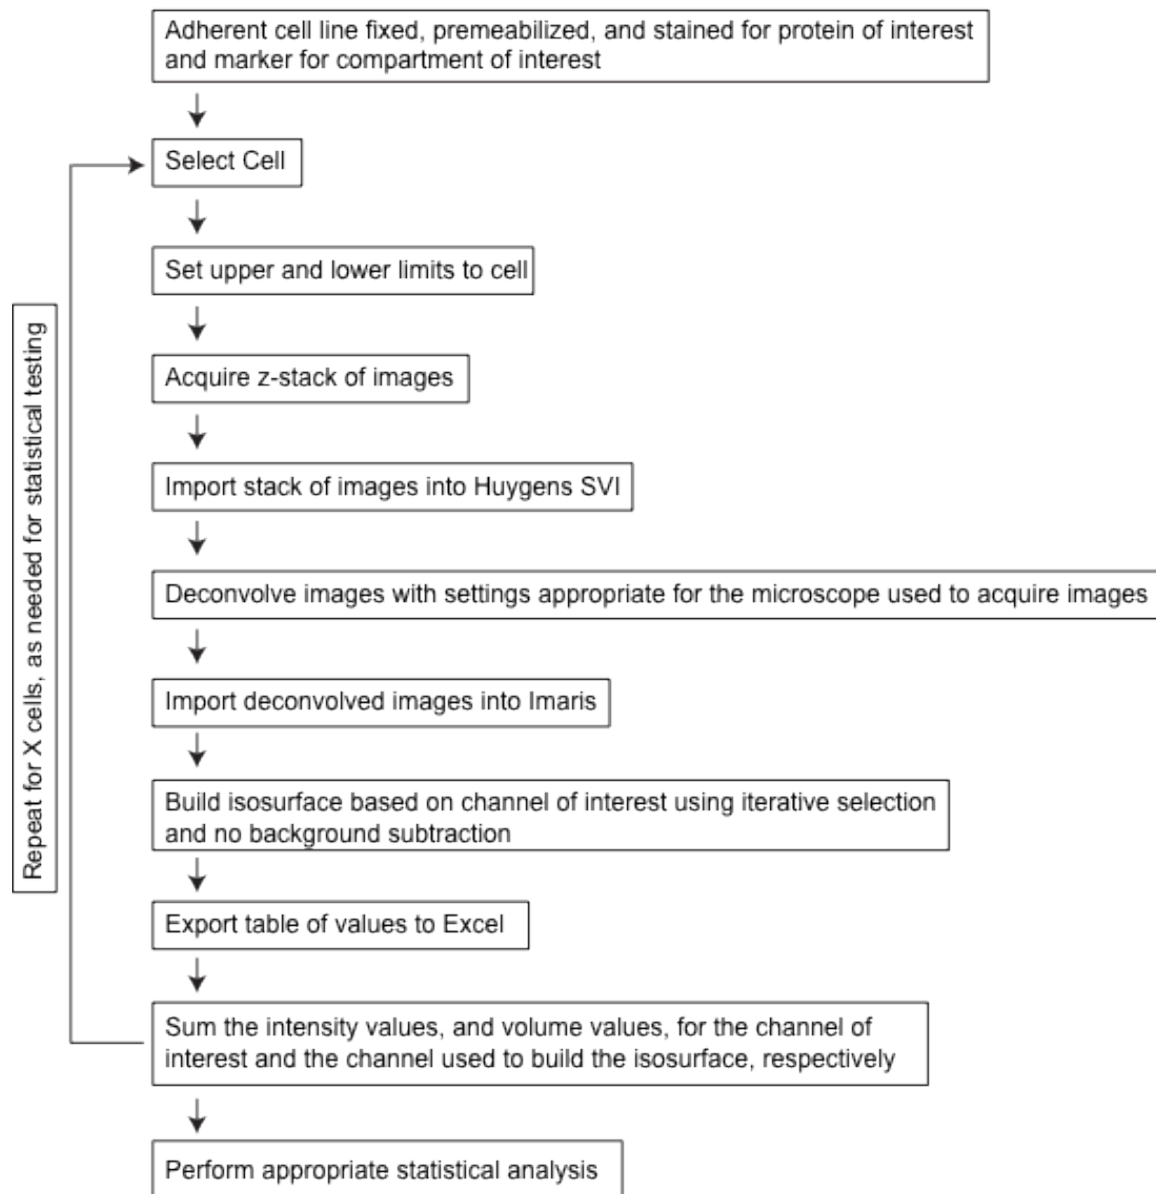 Adherent cell line fixed, premeabilized, and stained for protein of interest
and marker for compartment of interest
Select Cell
Set upper and lower limits to cell
Acquire z-stack of images
Import stack of images into Huygens SVI
Deconvolve images with settings appropriate for the microscope used to acquire images
Import deconvolved images into Imaris
Build isosurface based on channel of interest using iterative selection
and no background subtraction
Export table of values to Excel
Sum the intensity values, and volume values, for the channel of
interest and the channel used to build the isosurface, respectively
Perform appropriate statistical analysis
Repeat for X cells, as needed for statistical testing